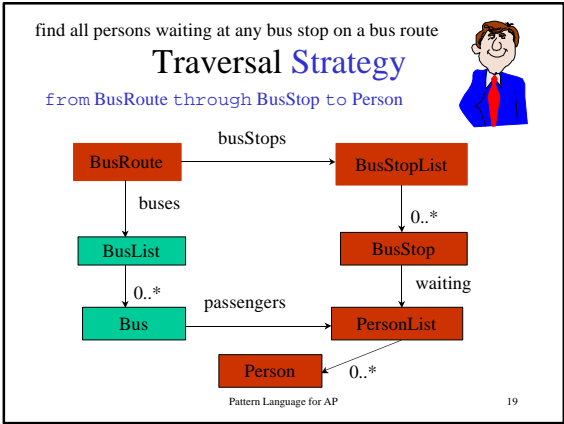 find all persons waiting at any bus stop on a bus route
Traversal Strategy
from BusRoute through BusStop to Person
busStops
BusRoute
BusStopList
buses
0..*
BusList
BusStop
0..*
waiting
passengers
Bus
PersonList
Person
0..*
Pattern Language for AP
19